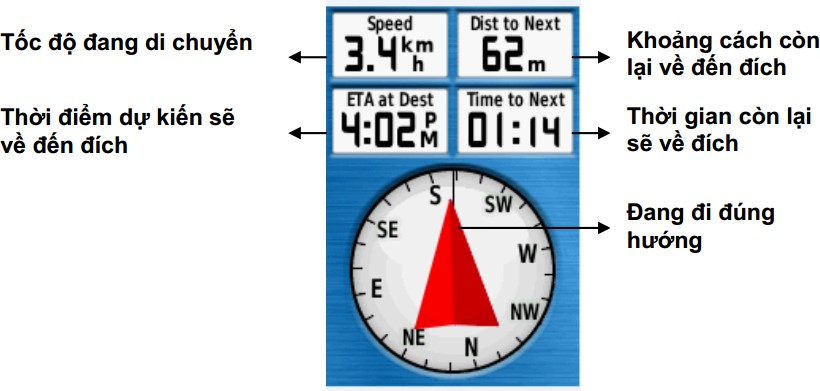 Tốc độ đang di chuyển
Speed
3.4 km h
Dist to Next
62 m
Khoảng cách còn
lại về đến đích
Thời điểm dự kiến sẽ
về đến đích
ETA at Dest
4:02 PM
Time to Next
01:14
Thời gian còn lại
sẽ về đích
S
SW
SE
W
E
NW
NE
N
Đang đi đúng
hướng